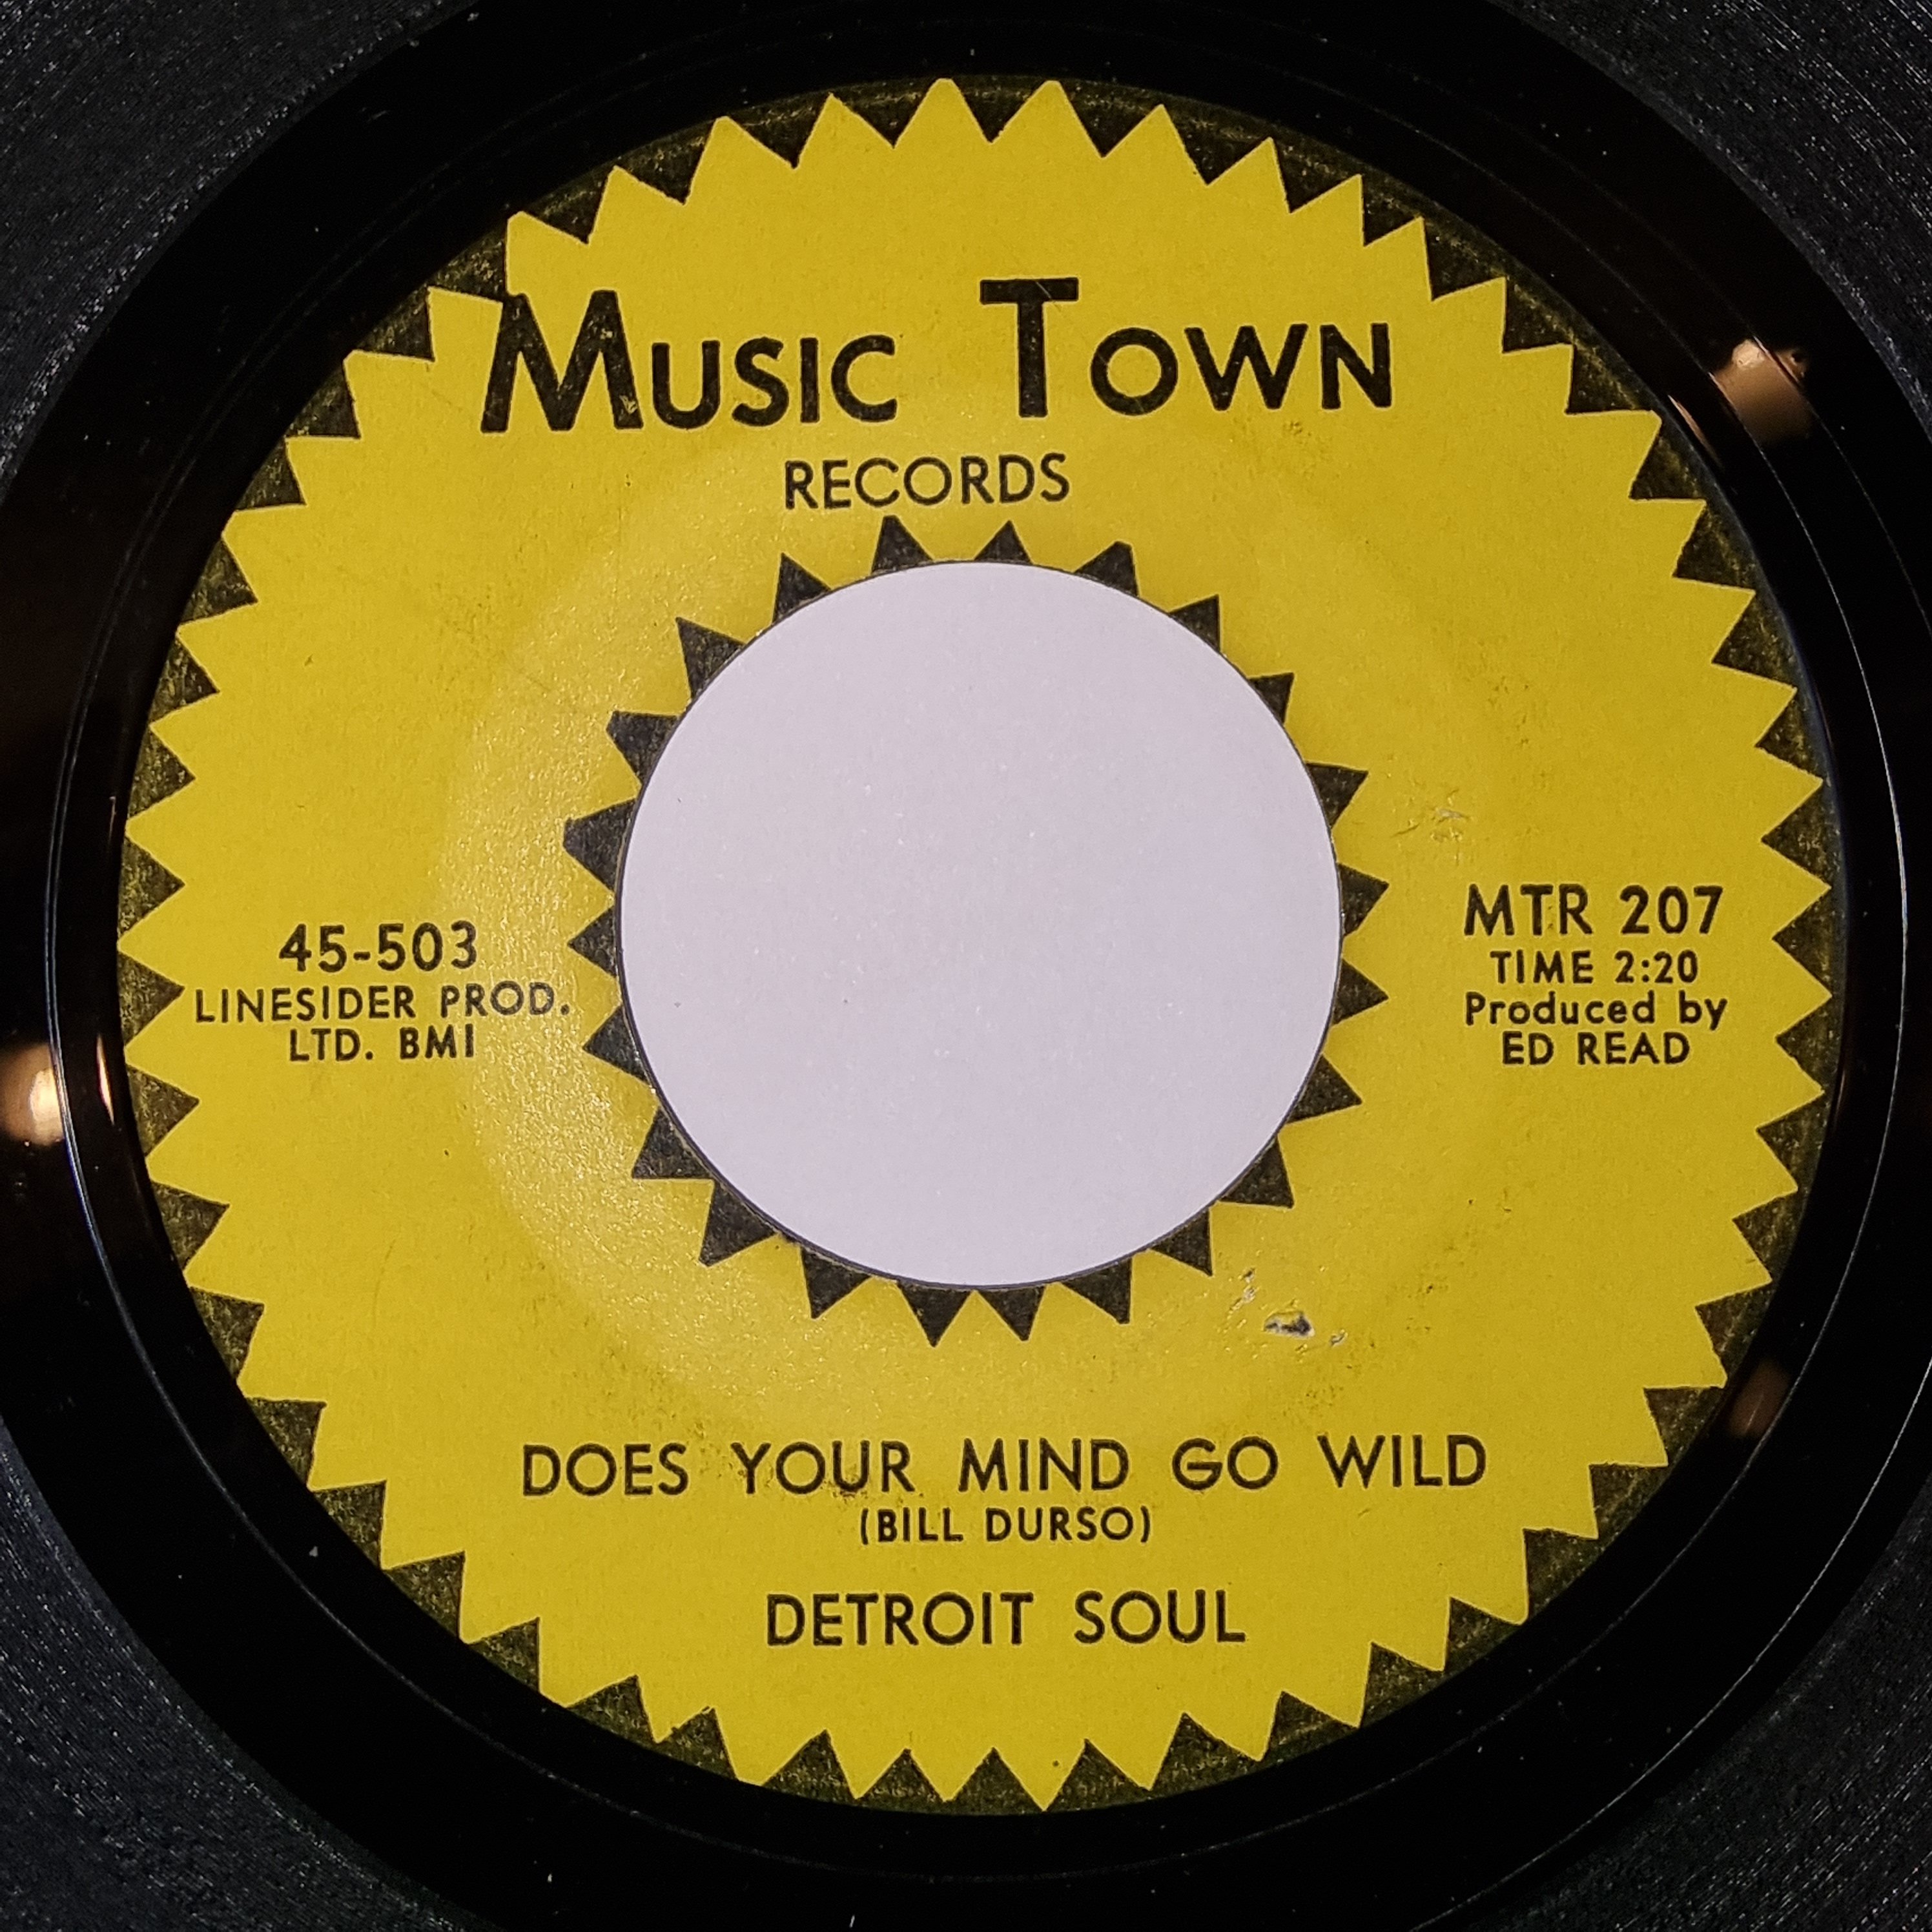 MUSIC TOWN
RECORDS
45-503
LINESIDER PROD.
LTD. BMI
MTR 207
TIME 2:20
Produced by
ED READ
DOES YOUR MIND GO WILD
(BILL DURSO)
DETROIT SOUL